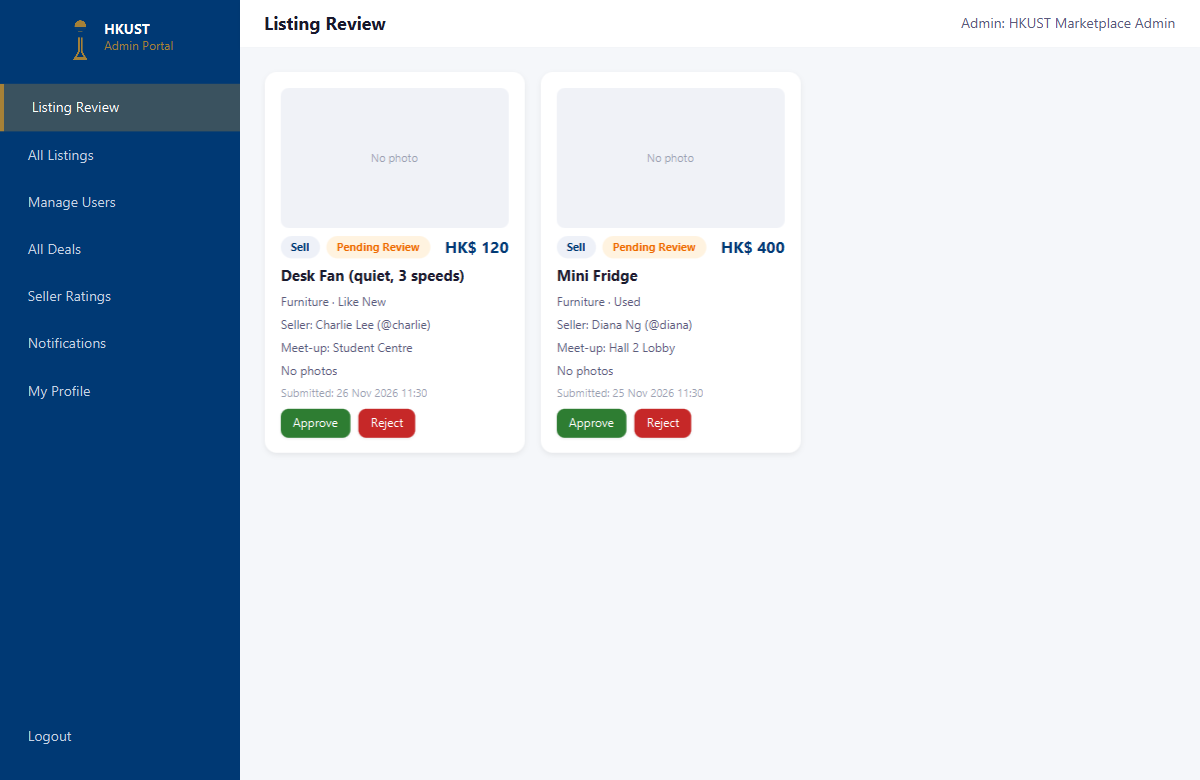 HKUST
Admin Portal
Listing Review
All Listings
Manage Users
All Deals
Seller Ratings
Notifications
My Profile
Logout
Listing Review
Admin: HKUST Marketplace Admin
No photo
Sell
Pending Review
HK$ 120
Desk Fan (quiet, 3 speeds)
Furniture · Like New
Seller: Charlie Lee (@charlie)
Meet-up: Student Centre
No photos
Submitted: 26 Nov 2026 11:30
Approve
Reject
No photo
Sell
Pending Review
HK$ 400
Mini Fridge
Furniture · Used
Seller: Diana Ng (@diana)
Meet-up: Hall 2 Lobby
No photos
Submitted: 25 Nov 2026 11:30
Approve
Reject